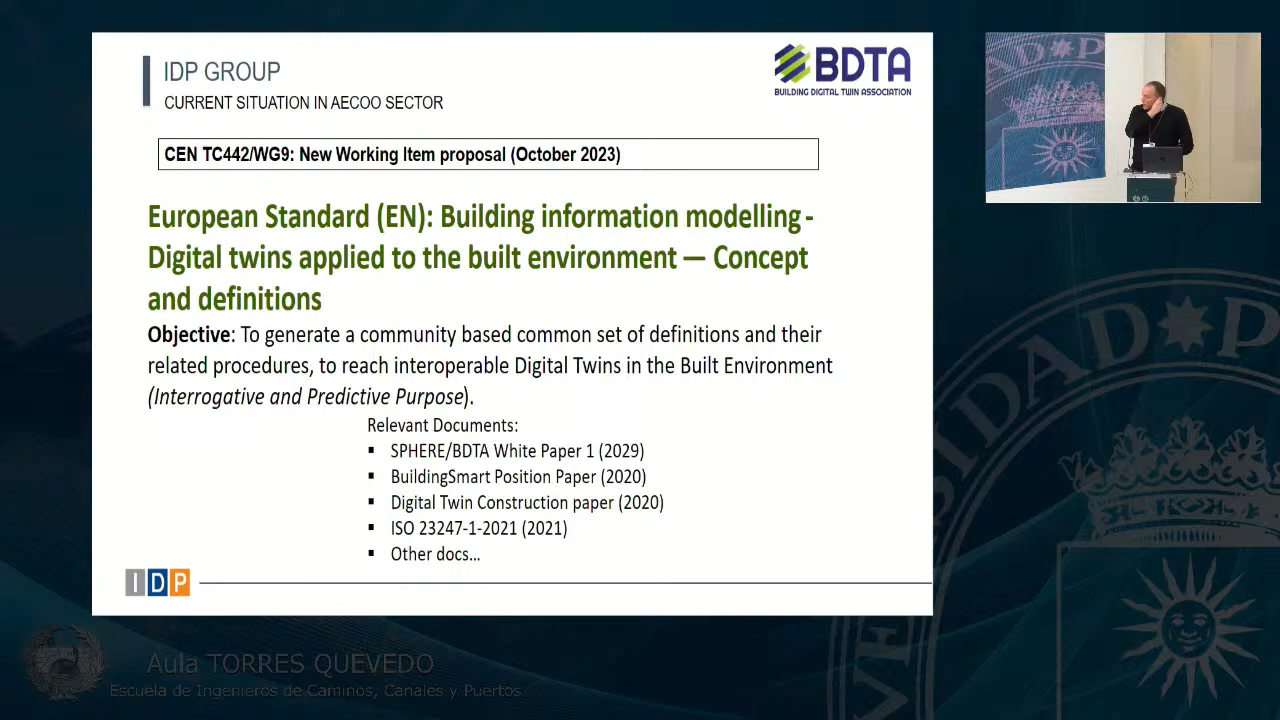 IDP GROUP
CURRENT SITUATION IN AECOO SECTOR
BDTA
BUILDING DIGITAL TWIN ASSOCIATION
CEN TC442/WG9: New Working Item proposal (October 2023)
European Standard (EN): Building information modelling -
Digital twins applied to the built environment — Concept
and definitions
Objective: To generate a community based common set of definitions and their
related procedures, to reach interoperable Digital Twins in the Built Environment
(Interrogative and Predictive Purpose).
Relevant Documents:
▪ SPHERE/BDTA White Paper 1 (2029)
▪ BuildingSmart Position Paper (2020)
▪ Digital Twin Construction paper (2020)
▪ ISO 23247-1-2021 (2021)
▪ Other docs...
IDP
Aula TORRES QUEVEDO
Escuela de Ingenieros de Caminos, Canales y Puertos
VERSIDAD P